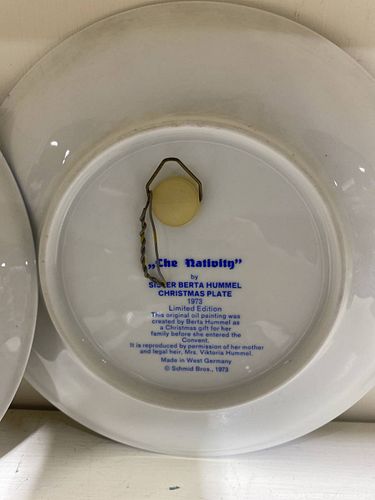 „The Nativity"
by
SISTER BERTA HUMMEL
CHRISTMAS PLATE
1973
Limited Edition
This original oil painting was
created by Berta Hummel as
a Christmas gift for her
family before she entered the
Convent.
It is reproduced by permission of her mother
and legal heir, Mrs. Viktoria Hummel.
Made in West Germany
© Schmid Bros., 1973